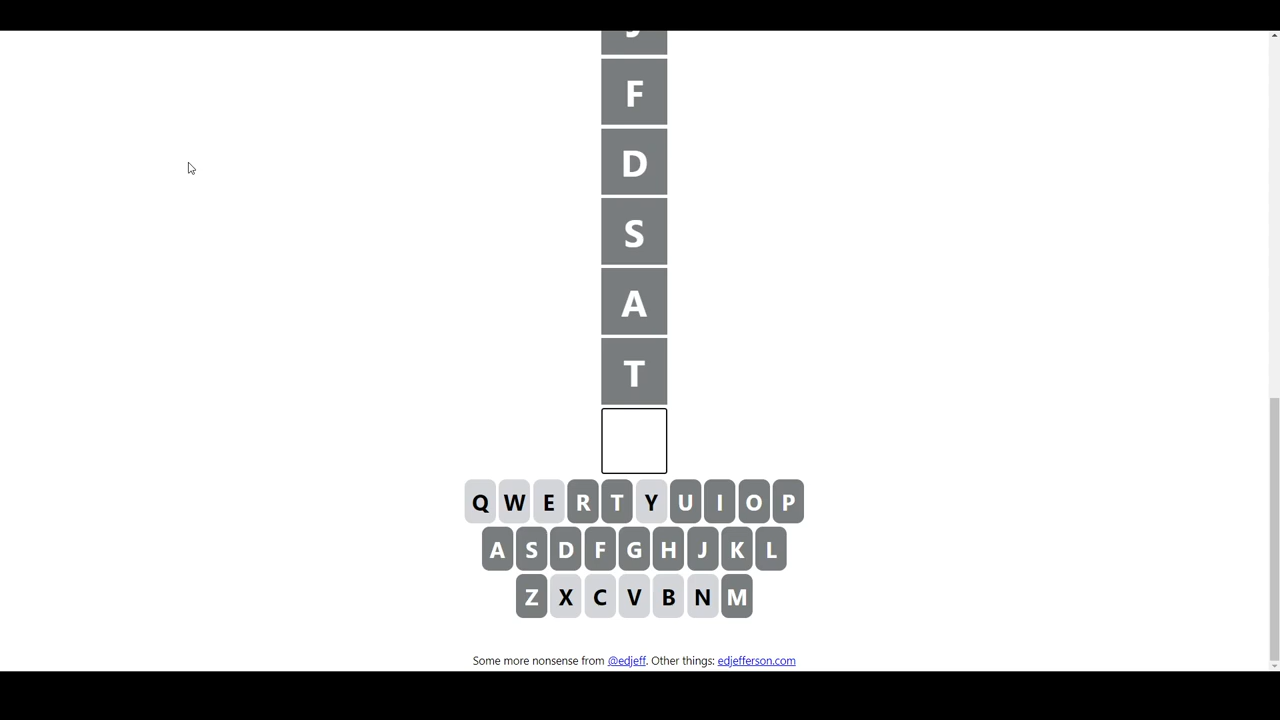 F
D
S
A
T
Q W E R T Y U I O P
A S D F G H J K L
Z X C V B N M
Some more nonsense from @edjeff. Other things: edjefferson.com